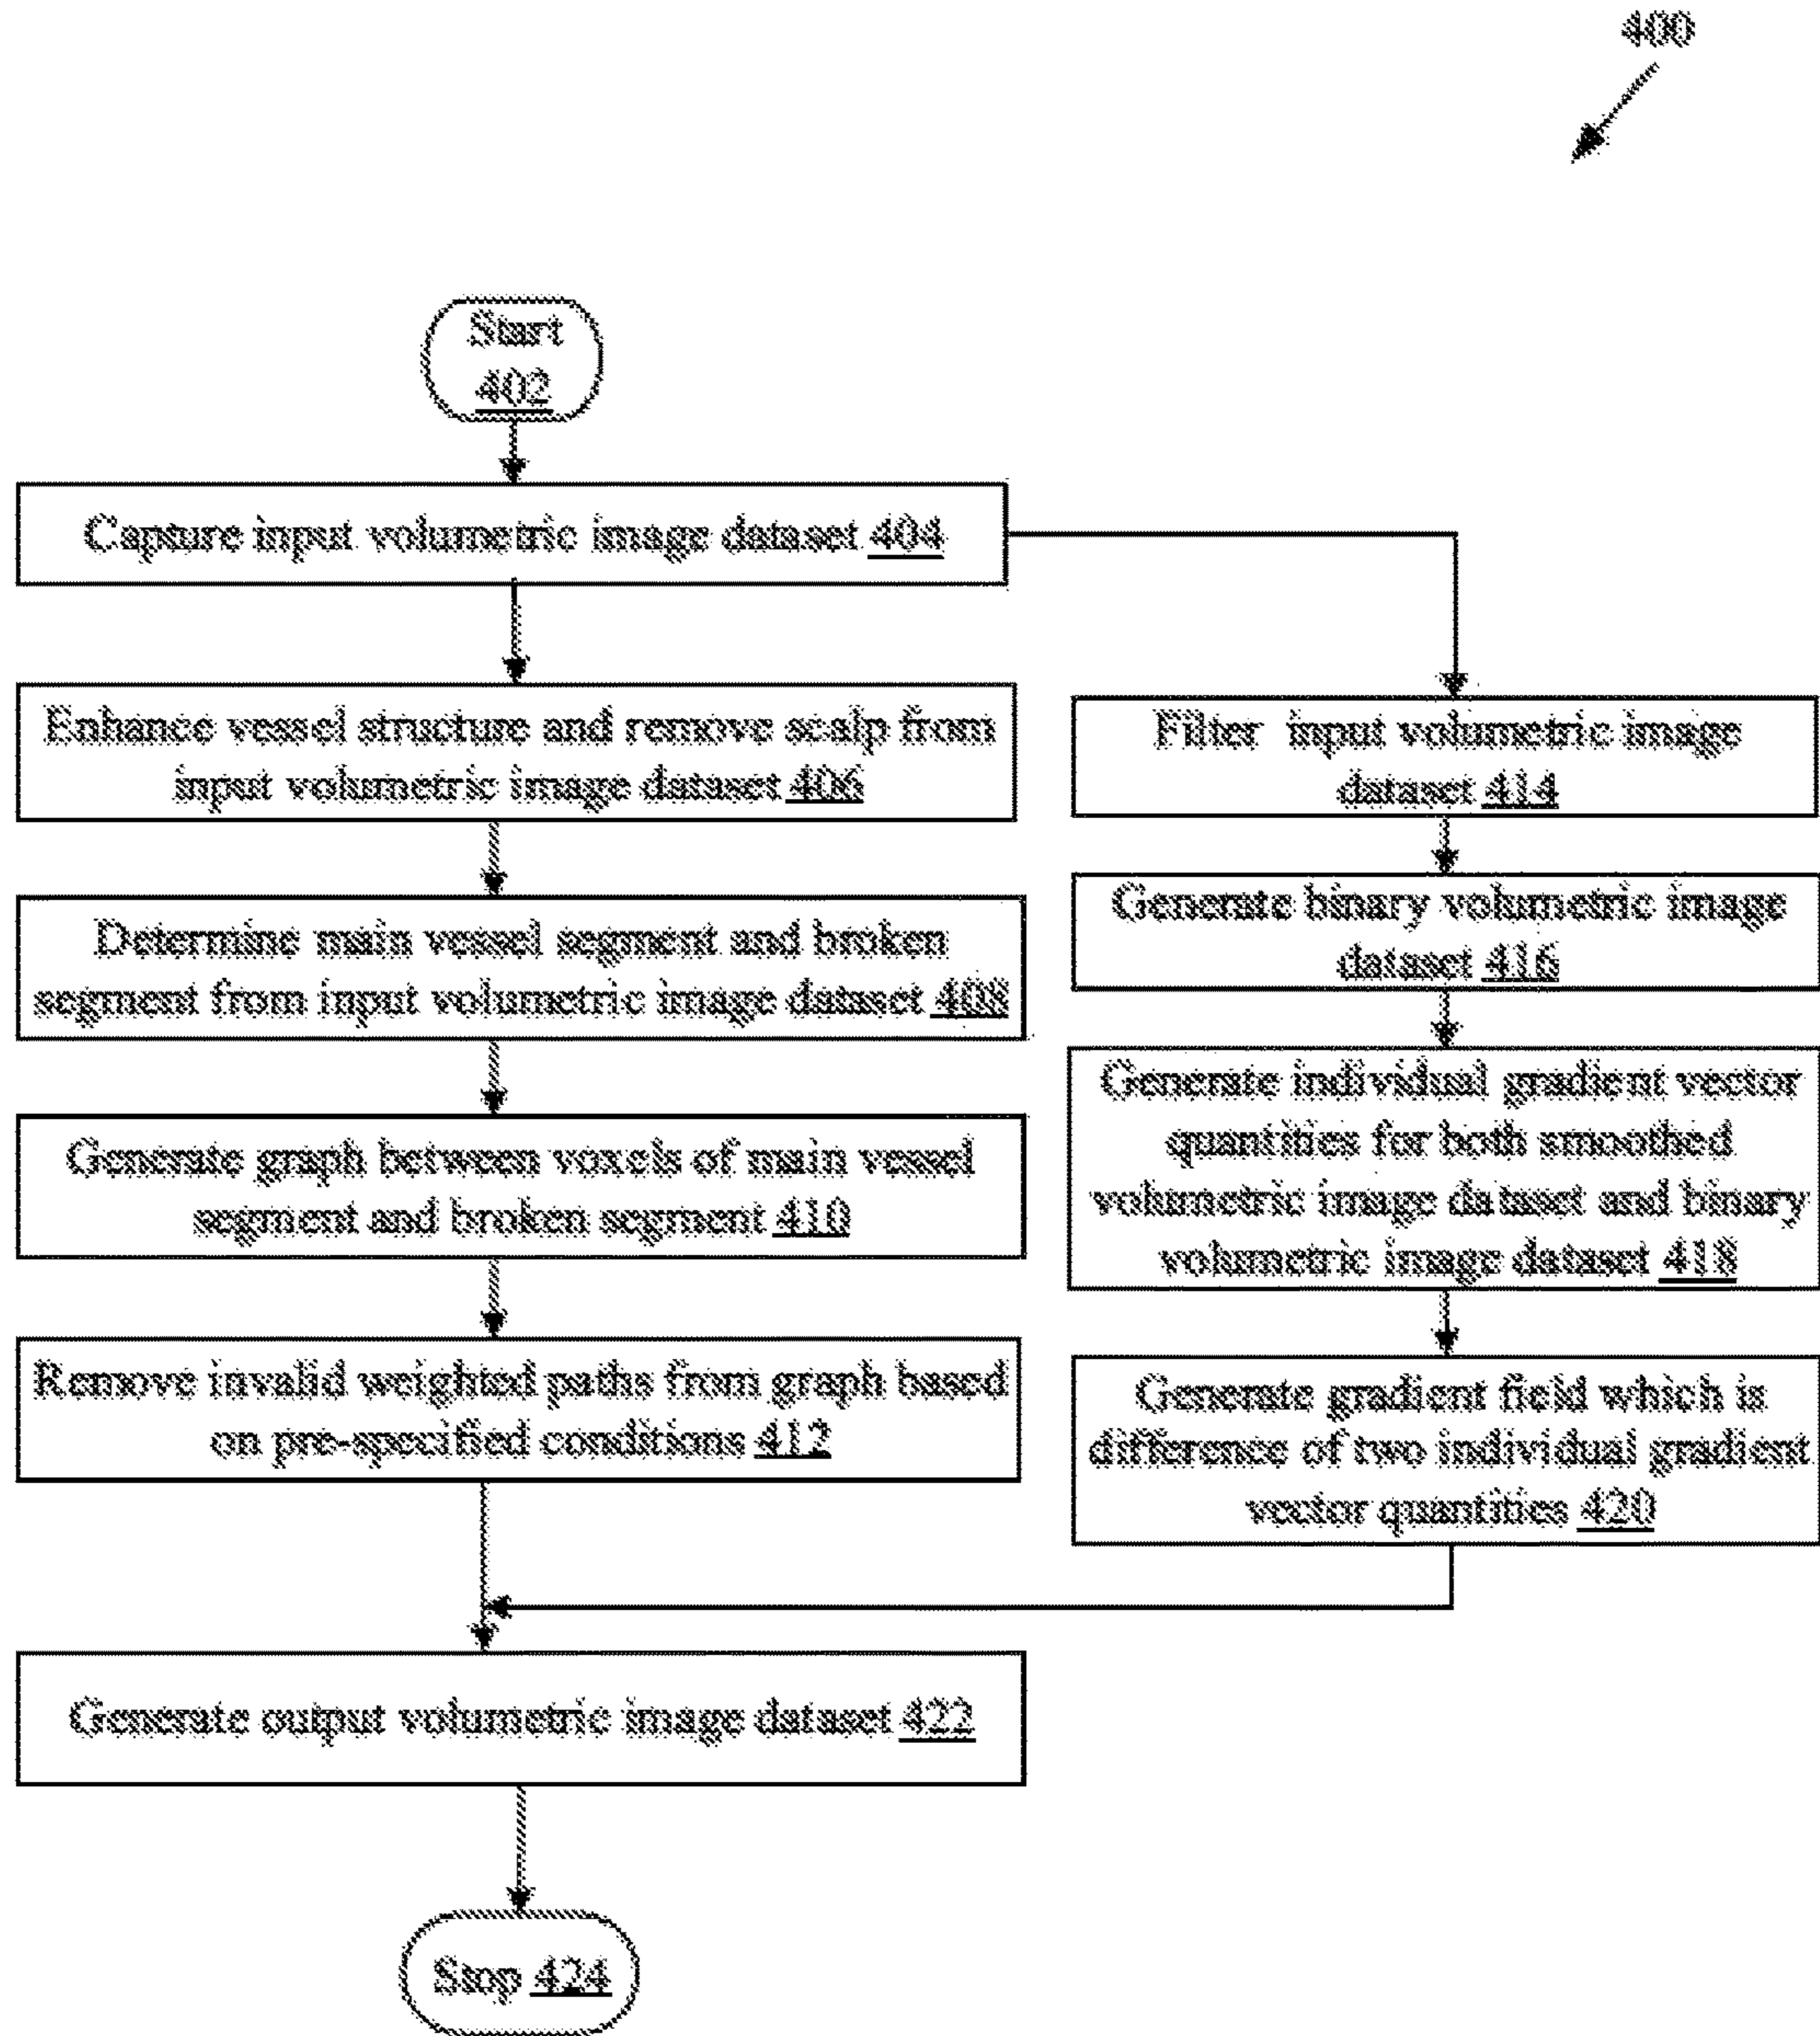 400
Start
402
Capture input volumetric image dataset 404
Enhance vessel structure and remove scalp from
input volumetric image dataset 406
Determine main vessel segment and broken
segment from input volumetric image dataset 408
Generate graph between voxels of main vessel
segment and broken segment 410
Remove invalid weighted paths from graph based
on pre-specified conditions 412
Filter input volumetric image
dataset 414
Generate binary volumetric image
dataset 416
Generate individual gradient vector
quantities for both smoothed
volumetric image dataset and binary
volumetric image dataset 418
Generate gradient field which is
difference of two individual gradient
vector quantities 420
Generate output volumetric image dataset 422
Stop 424